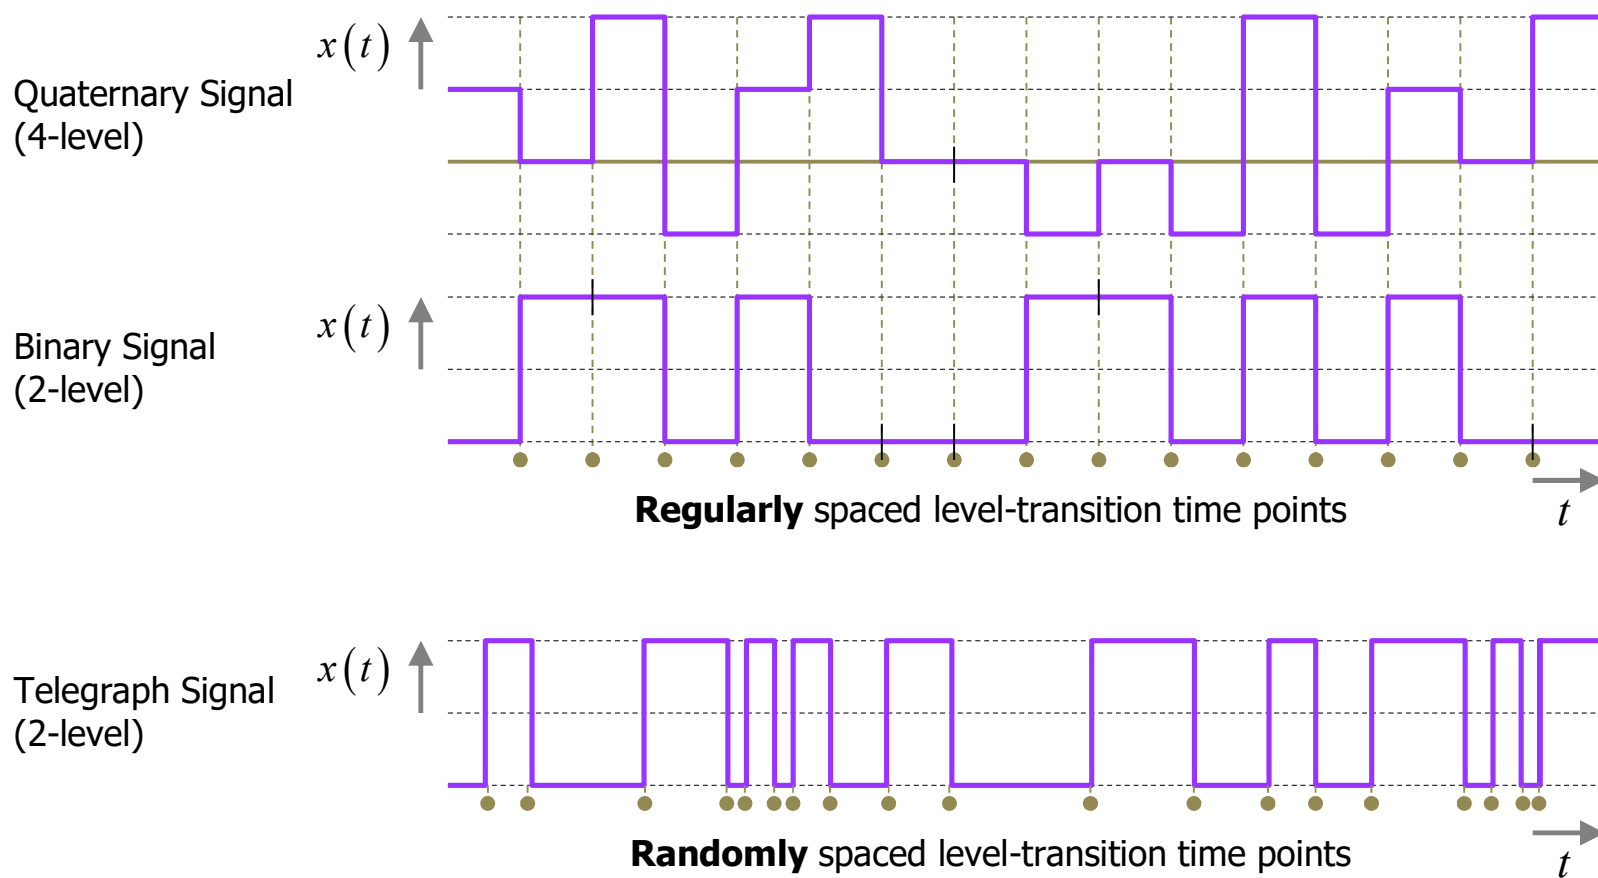 x(t)
Quaternary Signal
(4-level)
x(t)
Binary Signal
(2-level)
Regularly spaced level-transition time points
t
x(t)
Telegraph Signal
(2-level)
Randomly spaced level-transition time points
t